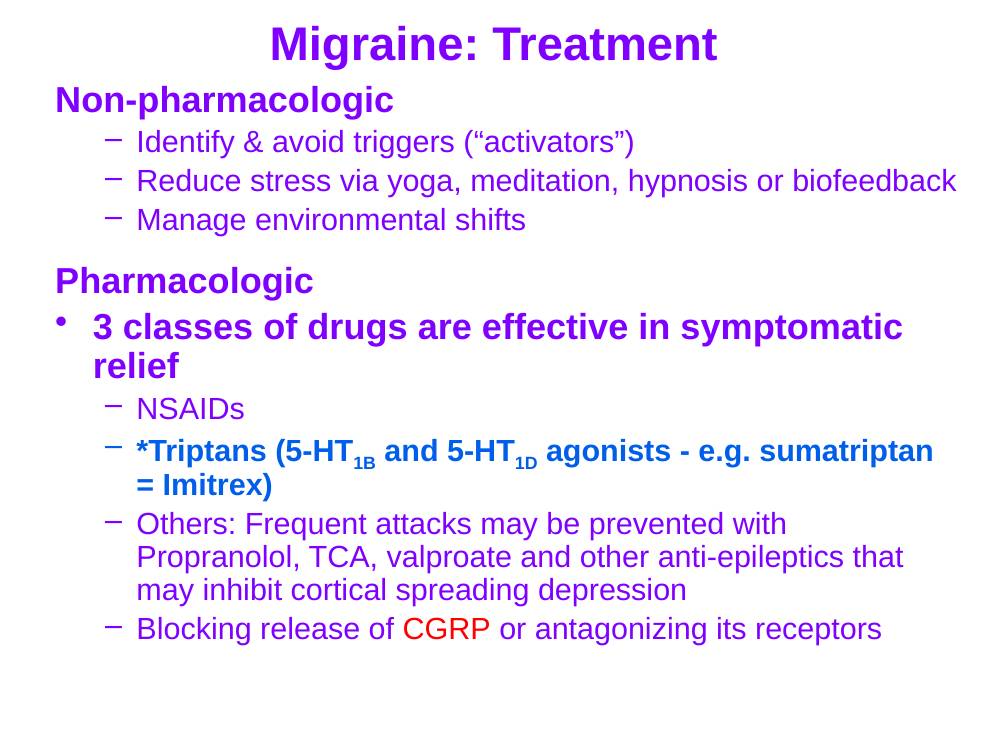 Migraine: Treatment
Non-pharmacologic
– Identify & avoid triggers (“activators”)
– Reduce stress via yoga, meditation, hypnosis or biofeedback
– Manage environmental shifts
Pharmacologic
• 3 classes of drugs are effective in symptomatic
relief
– NSAIDs
– *Triptans (5-HT1B and 5-HT1D agonists - e.g. sumatriptan
= Imitrex)
– Others: Frequent attacks may be prevented with
Propranolol, TCA, valproate and other anti-epileptics that
may inhibit cortical spreading depression
– Blocking release of CGRP or antagonizing its receptors